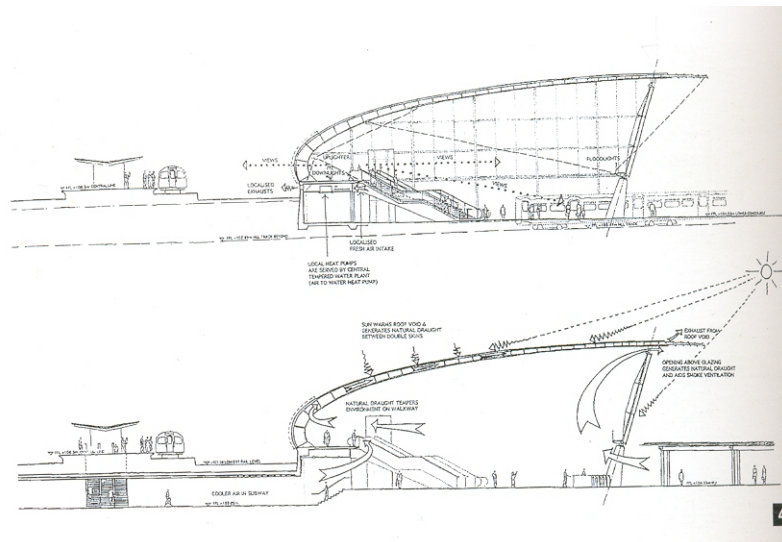 VIEWS
UPLIGHTER
VIEWS
FLOODLIGHTS
DOWNLIGHTS
LOCALISED
EXHAUSTS
VIEWS
CENTRAL LINE
LOCALISED
FRESH AIR INTAKE
LOCAL HEAT PUMPS
ARE SERVED BY CENTRAL
TEMPERED WATER PLANT
(AIR TO WATER HEAT PUMP)
SUN WARMS ROOF VOID &
GENERATES NATURAL DRAUGHT
BETWEEN DOUBLE SKINS
EXHAUST FROM
ROOF VOID
OPENING ABOVE GLAZING
GENERATES NATURAL DRAUGHT
AND AIDS SMOKE VENTILATION
NATURAL DRAUGHT TEMPERS
ENVIRONMENT ON WALKWAY
COOLER AIR IN SUBWAY
4